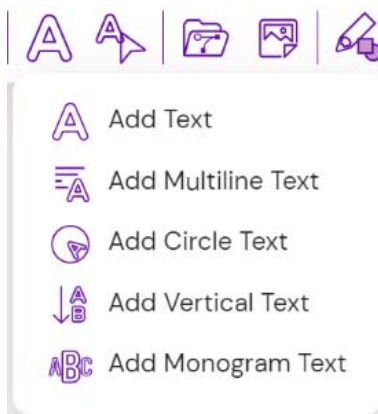 Add Text
Add Multiline Text
Add Circle Text
Add Vertical Text
Add Monogram Text